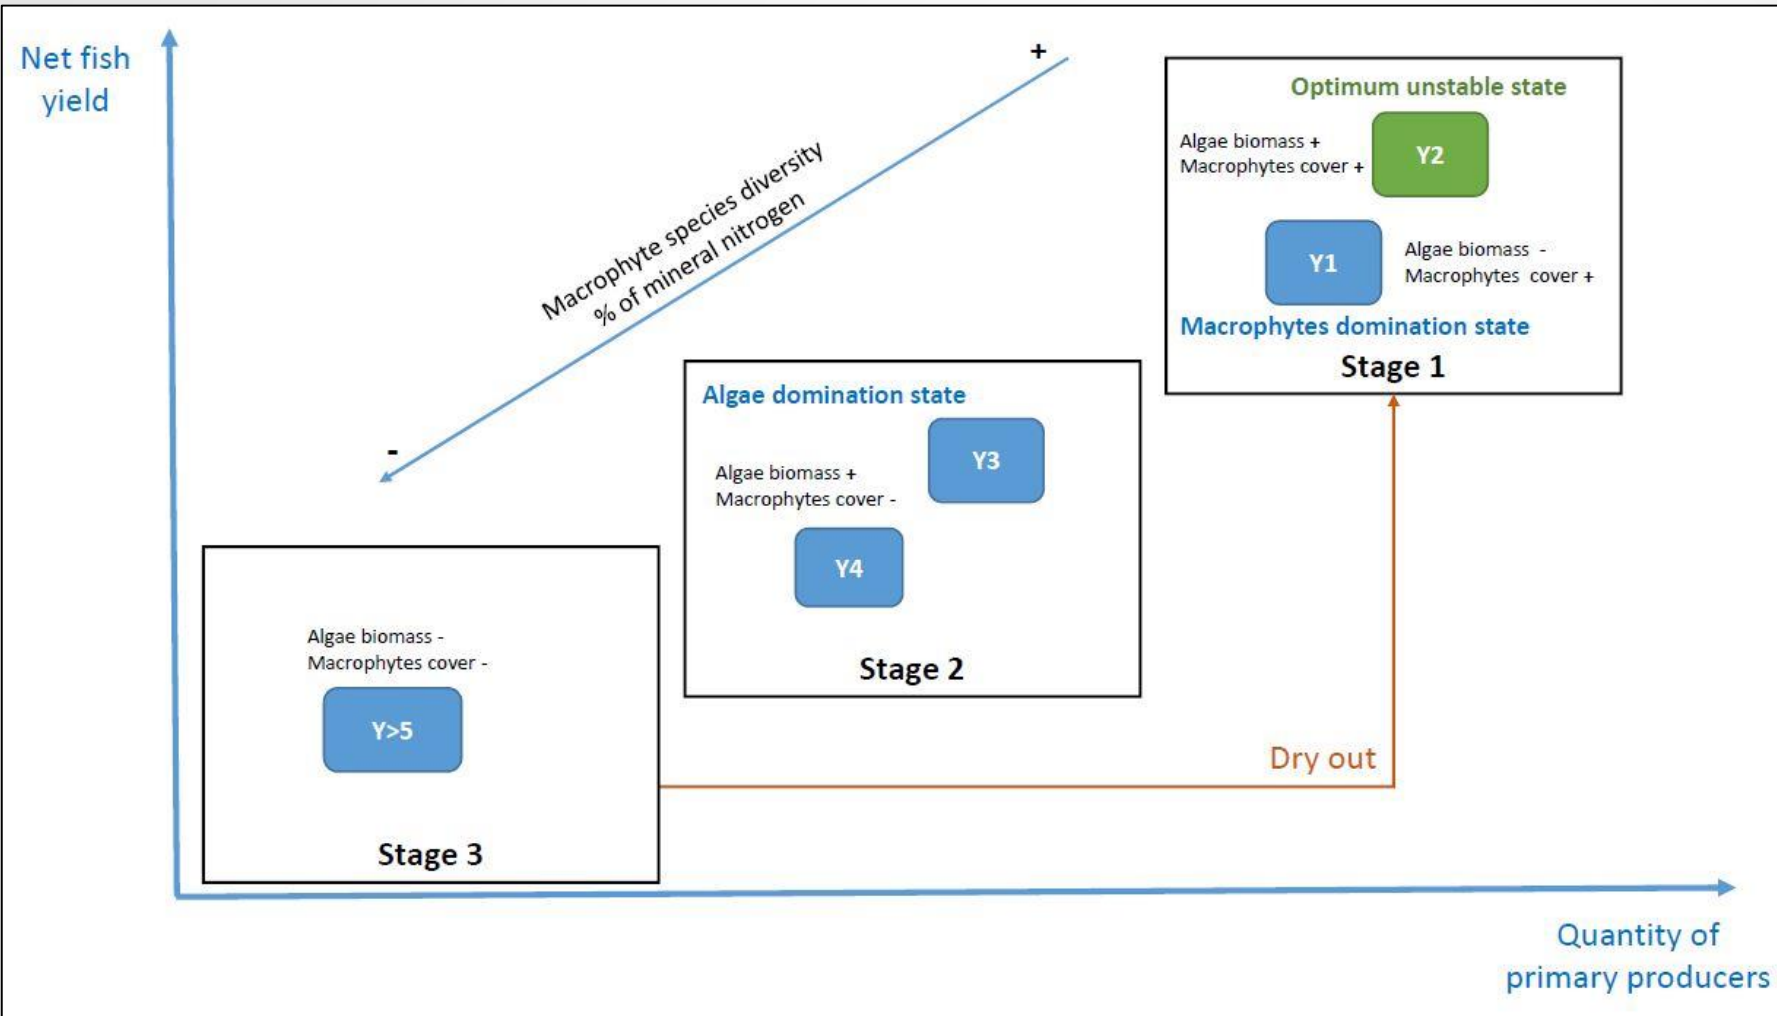 Net fish
yield
+
Macrophyte species diversity
% of mineral nitrogen
-
Optimum unstable state
Algae biomass +
Macrophytes cover +
Y2
Y1
Algae biomass -
Macrophytes cover +
Macrophytes domination state
Stage 1
Algae domination state
Y3
Algae biomass +
Macrophytes cover -
Y4
Stage 2
Algae biomass -
Macrophytes cover -
Y>5
Stage 3
Dry out
Quantity of
primary producers